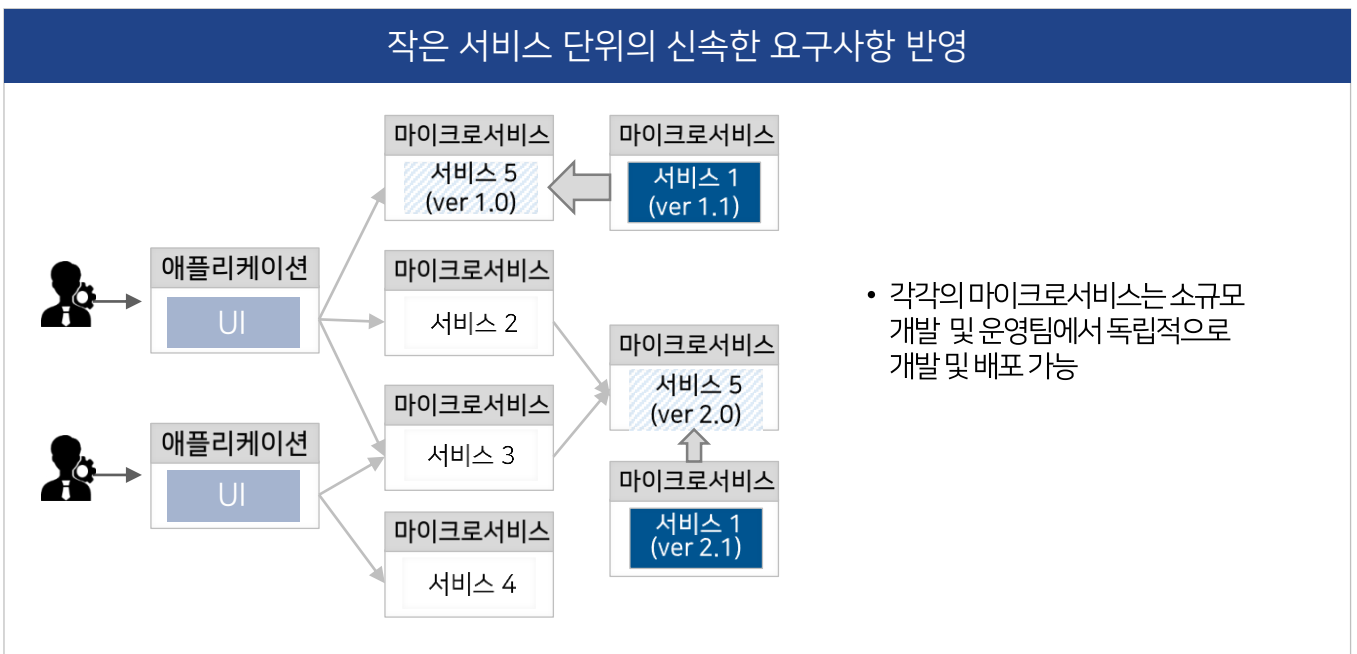 작은 서비스 단위의 신속한 요구사항 반영
마이크로서비스
서비스 5
(ver 1.0)
마이크로서비스
서비스 1
(ver 1.1)
애플리케이션
UI
마이크로서비스
서비스 2
마이크로서비스
서비스 5
(ver 2.0)
마이크로서비스
서비스 3
애플리케이션
UI
마이크로서비스
서비스 1
(ver 2.1)
마이크로서비스
서비스 4
• 각각의 마이크로서비스는 소규모
개발 및 운영팀에서 독립적으로
개발 및 배포 가능